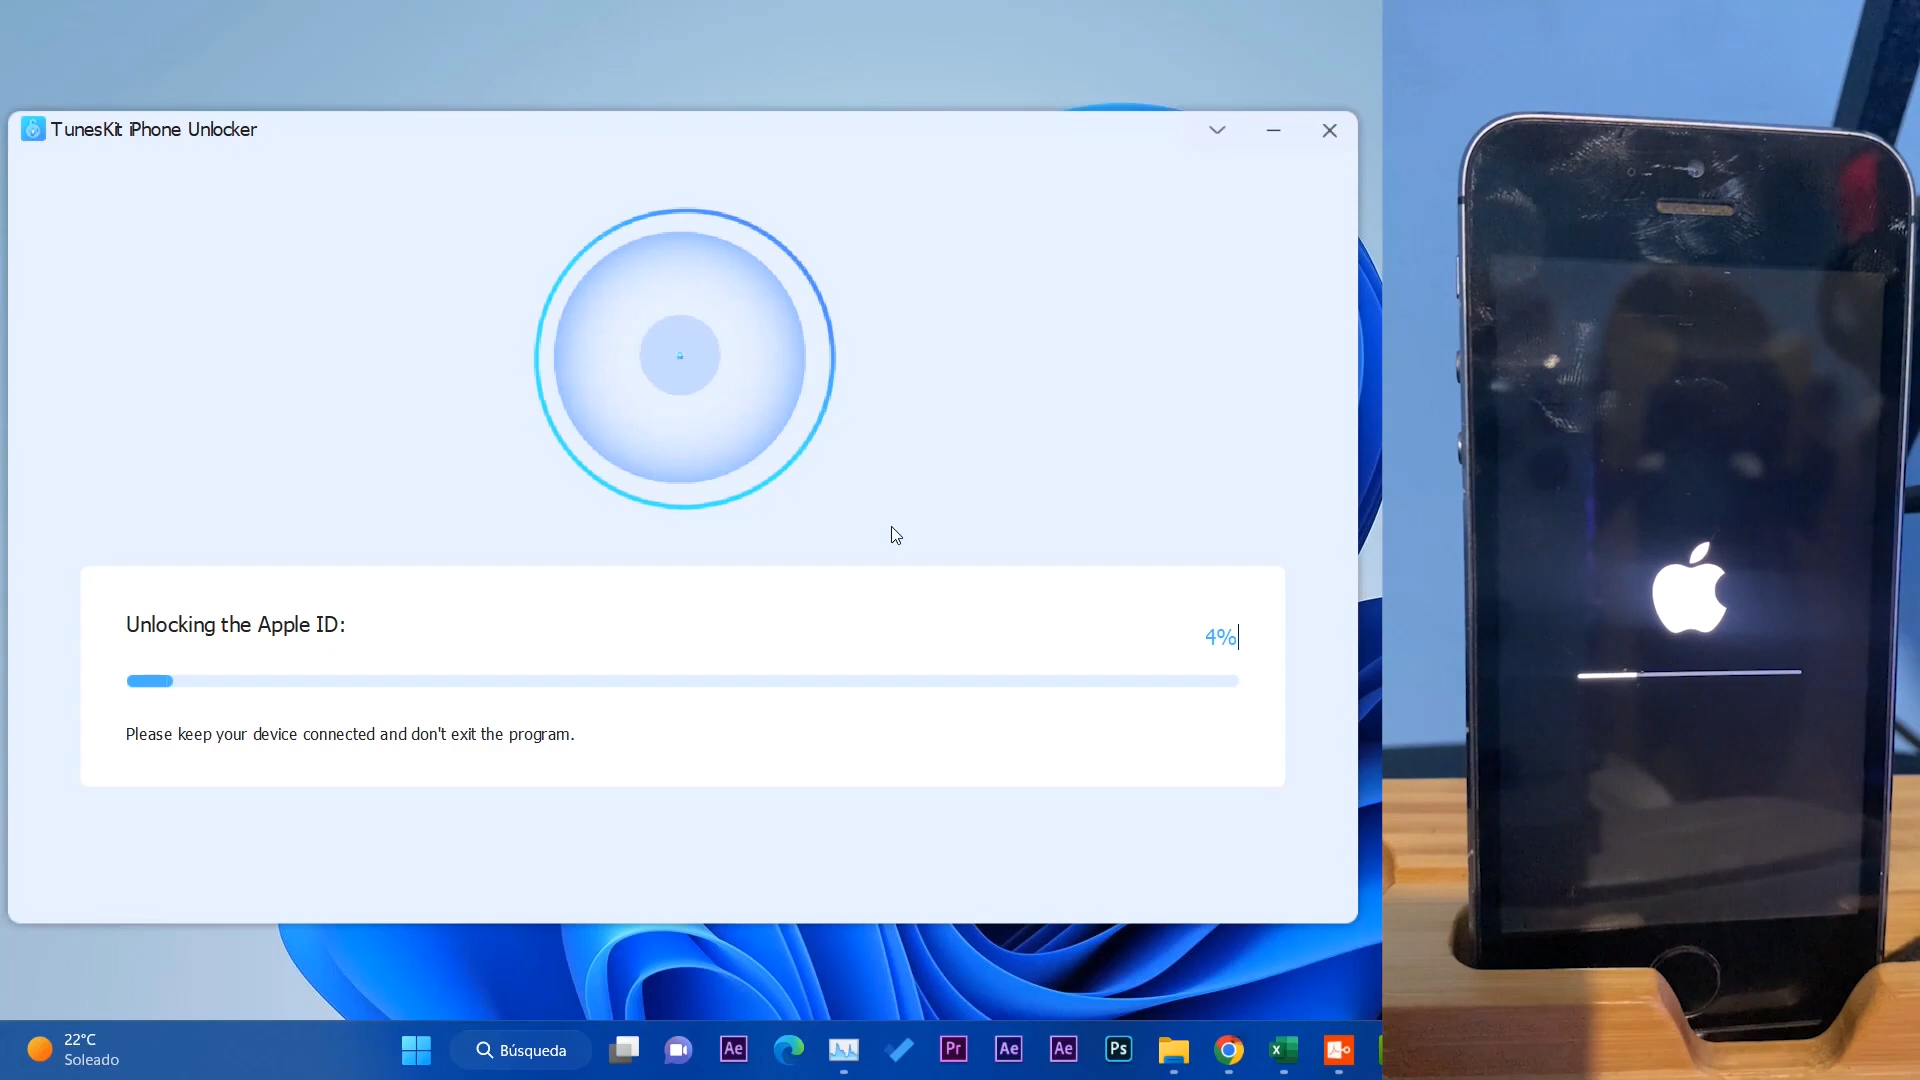 TunesKit iPhone Unlocker
Unlocking the Apple ID:
4%
Please keep your device connected and don't exit the program.
22°C
Soleado
Búsqueda
Ae
Pr
Ae
Ae
Ps
X